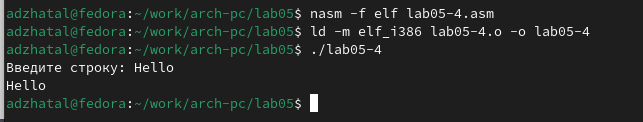 adzhatal@fedora:~/work/arch-pc/lab05$ nasm -f elf lab05-4.asm
adzhatal@fedora:~/work/arch-pc/lab05$ ld -m elf_i386 lab05-4.o -o lab05-4
adzhatal@fedora:~/work/arch-pc/lab05$ ./lab05-4
Введите строку: Hello
Hello
adzhatal@fedora:~/work/arch-pc/lab05$